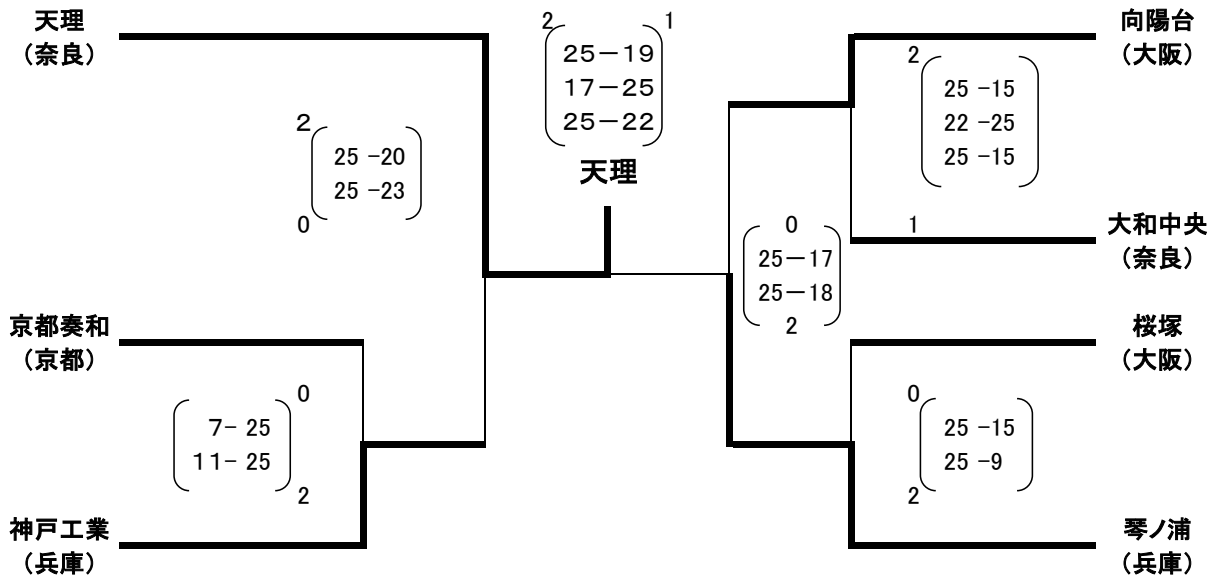 天理
(奈良)
2
0
25 -20
25 -23
京都奏和
(京都)
0
2
7- 25
11- 25
神戸工業
(兵庫)
2 1
25－19
17－25
25－22
天理
0
25－17
25－18
2
向陽台
(大阪)
2
25 -15
22 -25
25 -15
1
大和中央
(奈良)
桜塚
(大阪)
0
25 -15
25 -9
2
琴ノ浦
(兵庫)